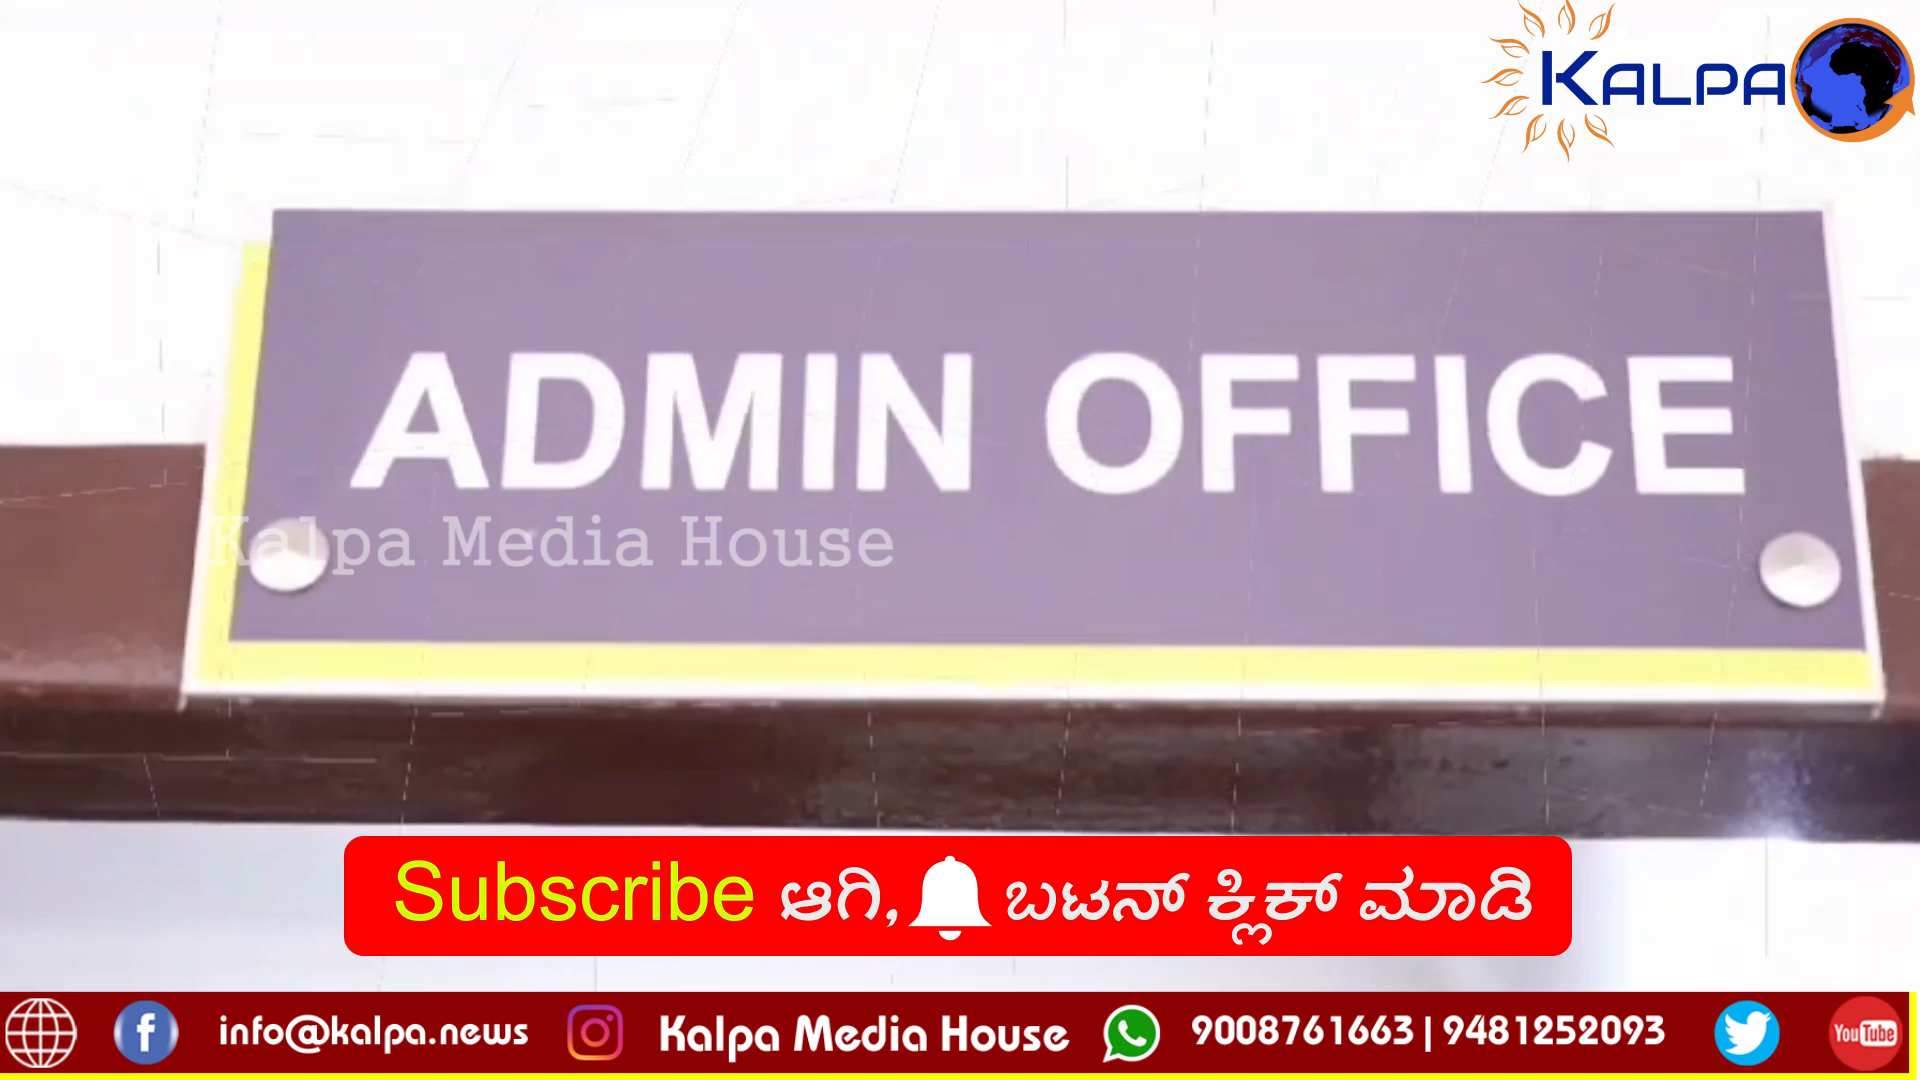 KALPA
ADMIN OFFICE
Kalpa Media House
Subscribe ಆಗಿ, ಬಟನ್ ಕ್ಲಿಕ್ ಮಾಡಿ
info@kalpa.news Kalpa Media House 9008761663 | 9481252093 YouTube